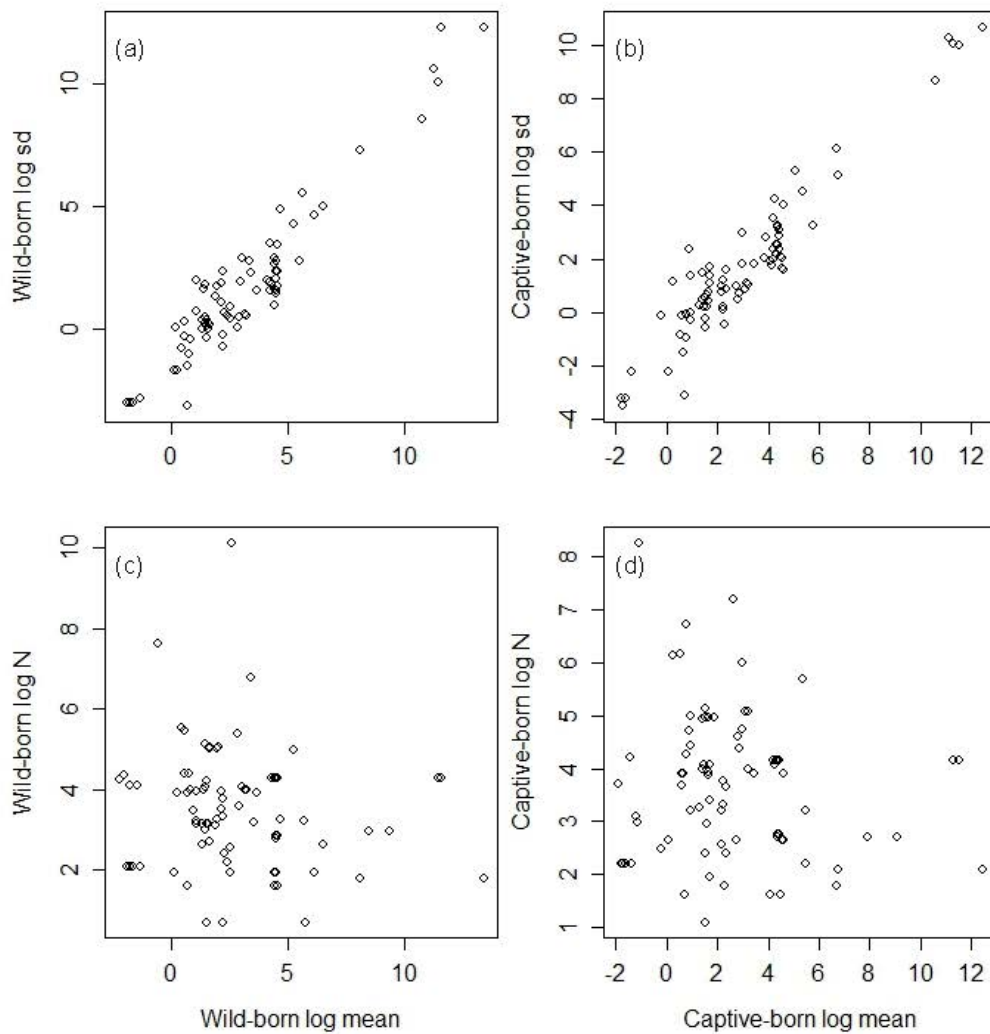 (a)
Wild-born log sd
10
5
0
0 5 10
(b)
Captive-born log sd
10
8
6
4
2
0
-2
-4
-2 0 2 4 6 8 10 12
(c)
Wild-born log N
10
8
6
4
2
0 5 10
Wild-born log mean
(d)
Captive-born log N
8
7
6
5
4
3
2
1
-2 0 2 4 6 8 10 12
Captive-born log mean